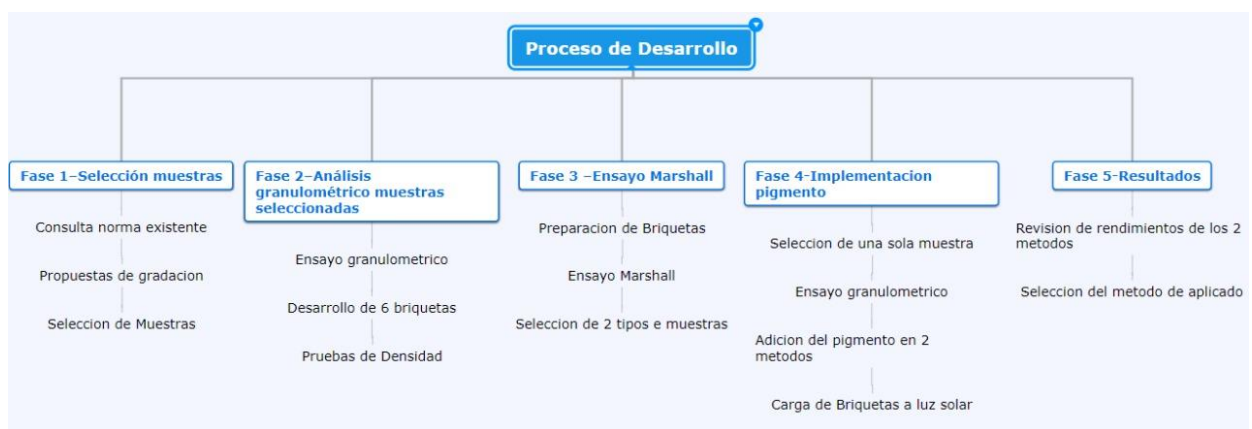 Proceso de Desarrollo
Fase 1–Selección muestras
Consulta norma existente
Propuestas de gradacion
Seleccion de Muestras
Fase 2–Análisis
granulométrico muestras
seleccionadas
Ensayo granulometrico
Desarrollo de 6 briquetas
Pruebas de Densidad
Fase 3 –Ensayo Marshall
Preparacion de Briquetas
Ensayo Marshall
Seleccion de 2 tipos e muestras
Fase 4-Implementacion
pigmento
Seleccion de una sola muestra
Ensayo granulometrico
Adicion del pigmento en 2
metodos
Carga de Briquetas a luz solar
Fase 5-Resultados
Revision de rendimientos de los 2
metodos
Seleccion del metodo de aplicado